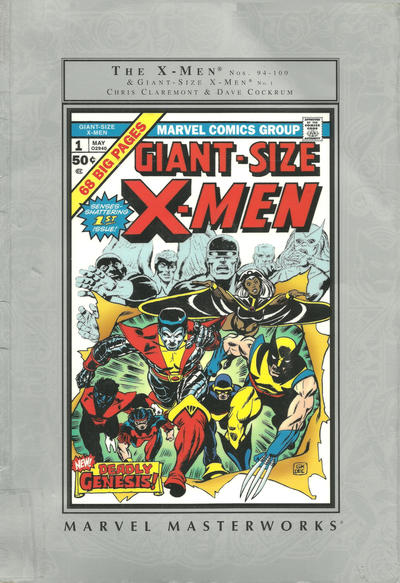 THE X-MEN® NOS. 94-100
& GIANT-SIZE X-MEN® NO. 1
CHRIS CLAREMONT & DAVE COCKRUM
GIANT-SIZE
X-MEN
MARVEL COMICS GROUP
1 MAY
02940
50¢
68 BIG PAGES
GIANT-SIZE
X-MEN
SENSES-
SHATTERING
1ST
ISSUE!
NEW
DEADLY
GENESIS!
MARVEL MASTERWORKS®